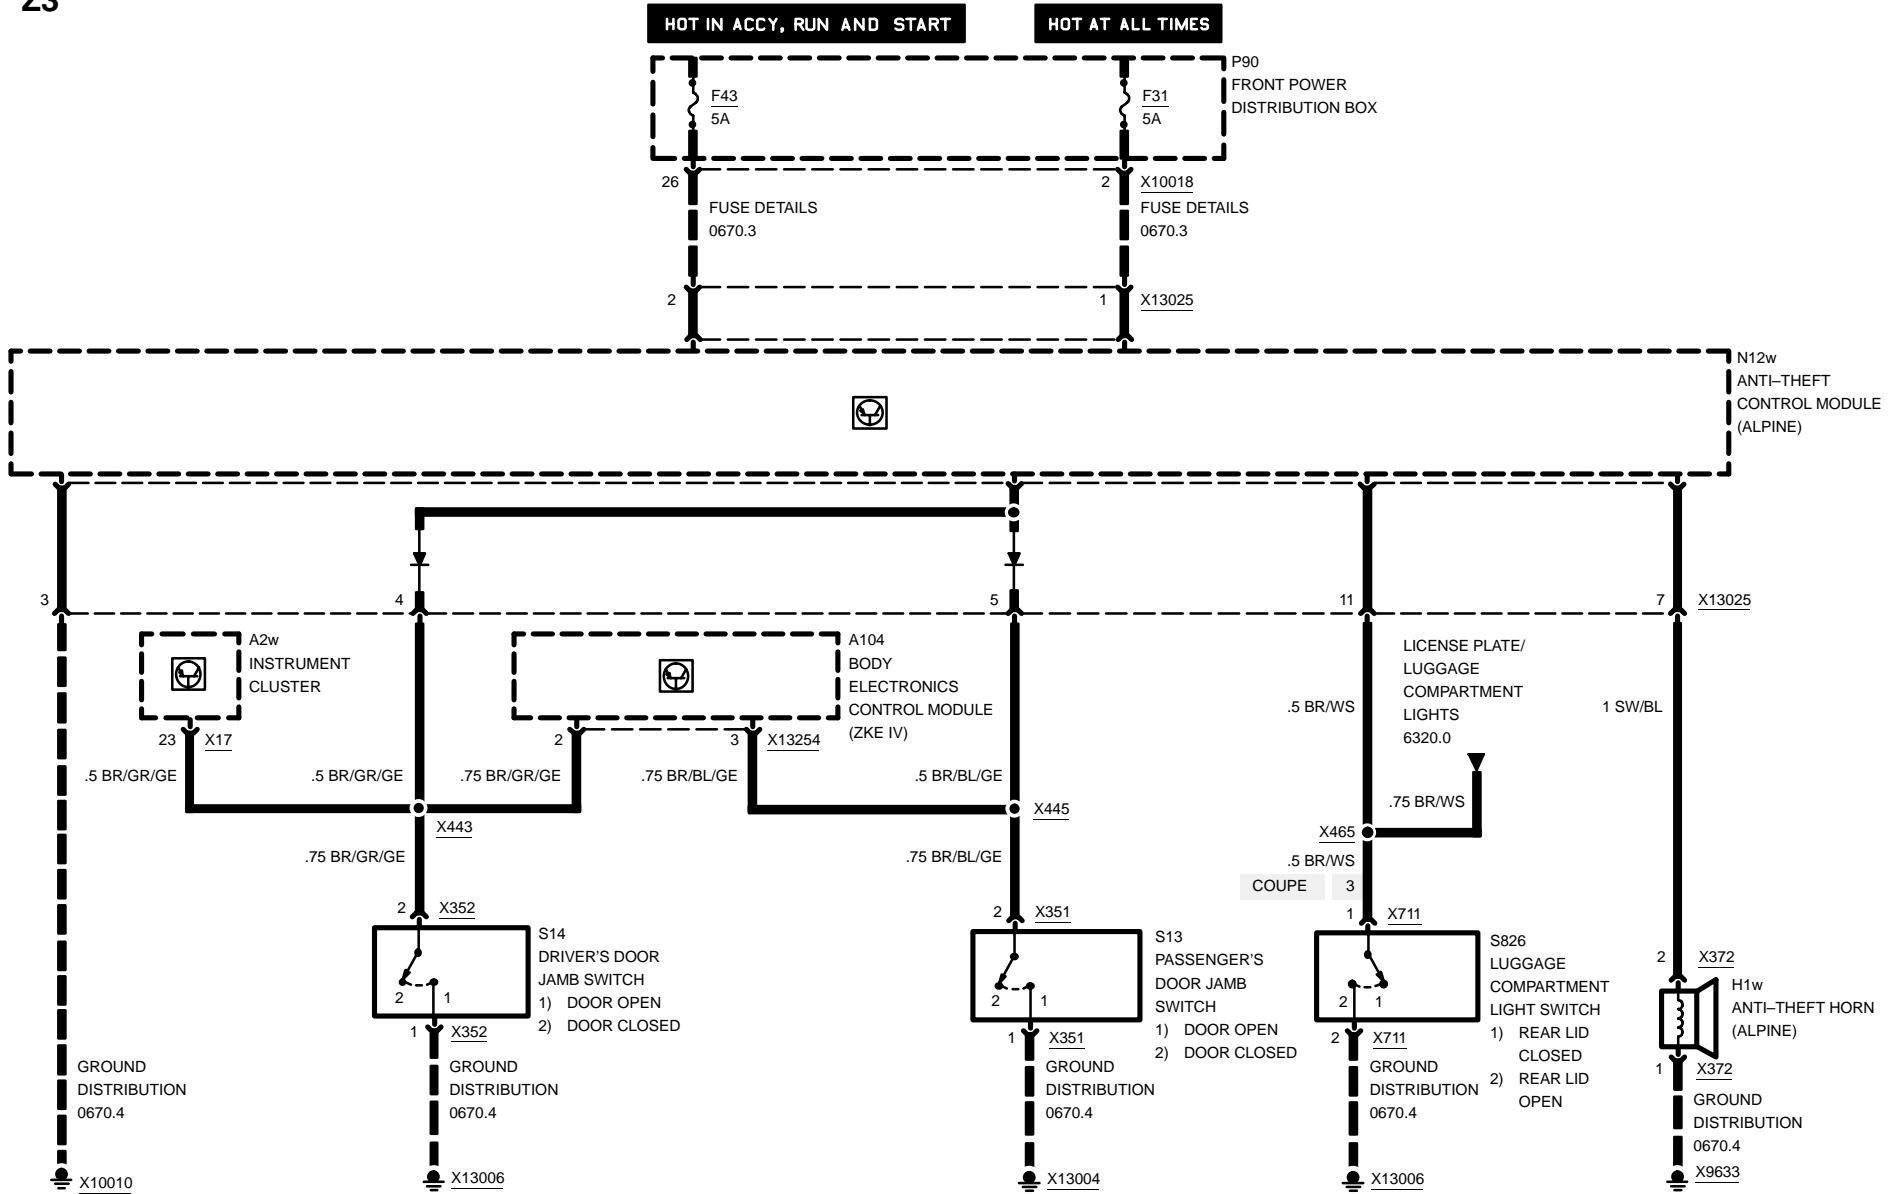 Z3
HOT IN ACCY, RUN AND START
HOT AT ALL TIMES
P90
FRONT POWER
DISTRIBUTION BOX
F43
5A
F31
5A
26
2
X10018
FUSE DETAILS
0670.3
FUSE DETAILS
0670.3
2
1
X13025
N12w
ANTI–THEFT
CONTROL MODULE
(ALPINE)
3
4
5
11
7
X13025
A2w
INSTRUMENT
CLUSTER
A104
BODY
ELECTRONICS
CONTROL MODULE
(ZKE IV)
LICENSE PLATE/
LUGGAGE
COMPARTMENT
LIGHTS
6320.0
.5 BR/WS
1 SW/BL
23
X17
2
3
X13254
.5 BR/GR/GE
.5 BR/GR/GE
.75 BR/GR/GE
.75 BR/BL/GE
.5 BR/BL/GE
.75 BR/WS
X443
X445
X465
.75 BR/GR/GE
.75 BR/BL/GE
.5 BR/WS
COUPE
3
2
X352
2
X351
1
X711
S14
DRIVER'S DOOR
JAMB SWITCH
1) DOOR OPEN
2) DOOR CLOSED
2
1
S13
PASSENGER'S
DOOR JAMB
SWITCH
1) DOOR OPEN
2) DOOR CLOSED
2
1
S826
LUGGAGE
COMPARTMENT
LIGHT SWITCH
1) REAR LID
CLOSED
2) REAR LID
OPEN
2
1
2
X372
H1w
ANTI–THEFT HORN
(ALPINE)
1
X352
1
X351
2
X711
1
X372
GROUND
DISTRIBUTION
0670.4
GROUND
DISTRIBUTION
0670.4
GROUND
DISTRIBUTION
0670.4
GROUND
DISTRIBUTION
0670.4
GROUND
DISTRIBUTION
0670.4
X10010
X13006
X13004
X13006
X9633